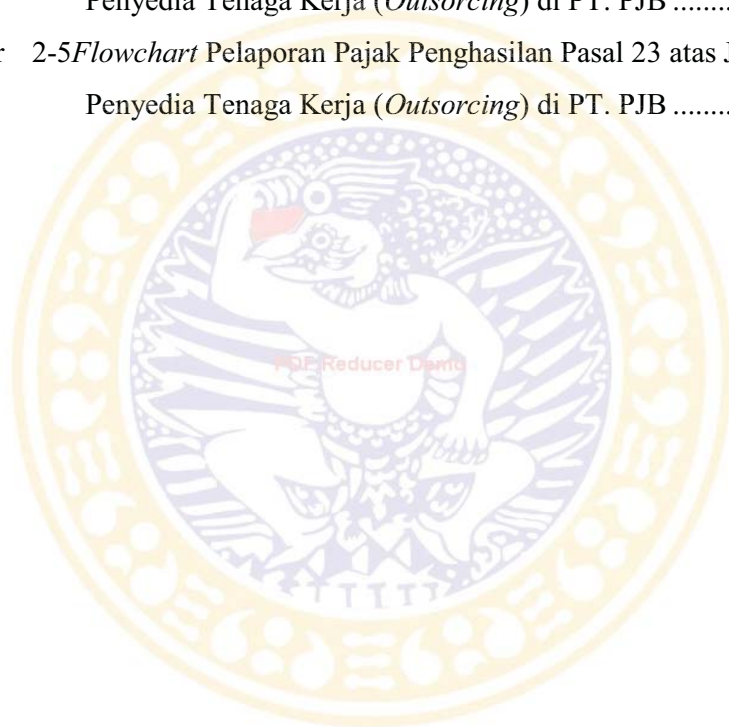 Penyedia Tenaga Kerja (Outsorcing) di PT. PJB ........
r 2-5Flowchart Pelaporan Pajak Penghasilan Pasal 23 atas J
Penyedia Tenaga Kerja (Outsorcing) di PT. PJB ........
PDF Reducer Demo